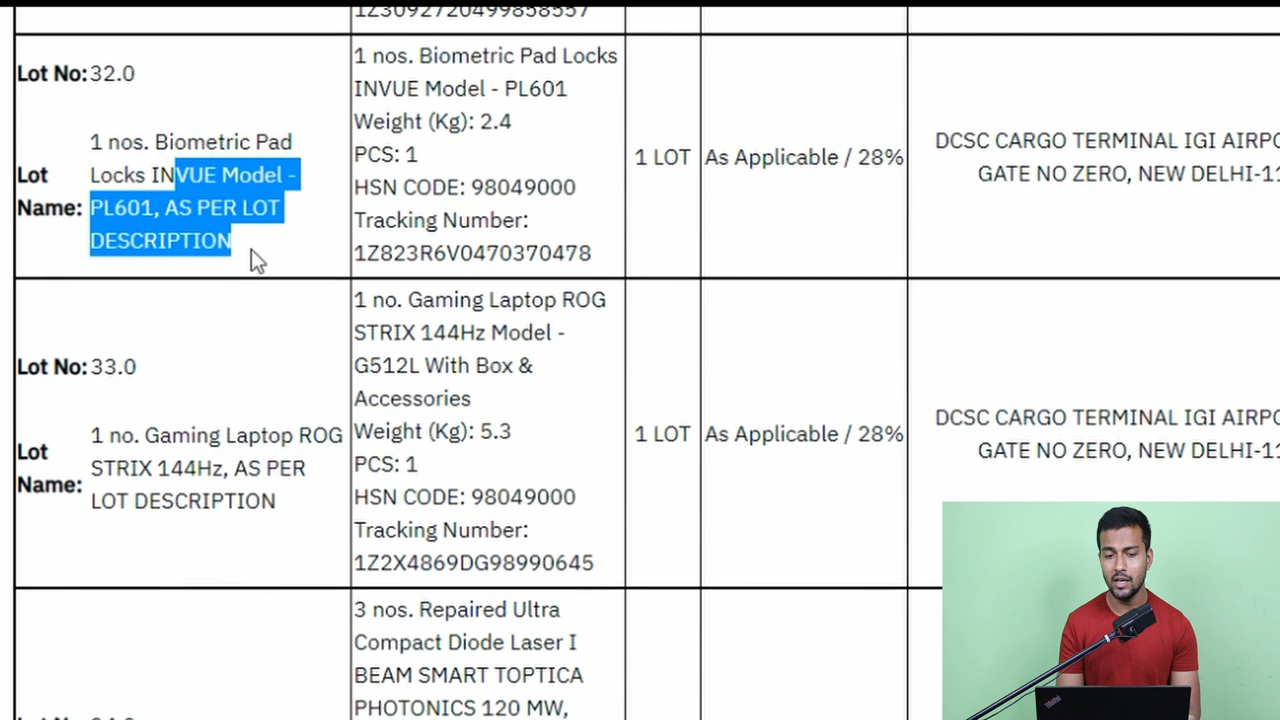 1Z3092720499858557
Lot No: 32.0
Lot Name:
1 nos. Biometric Pad
Locks INVUE Model -
PL601, AS PER LOT
DESCRIPTION
1 nos. Biometric Pad Locks
INVUE Model - PL601
Weight (Kg): 2.4
PCS: 1
HSN CODE: 98049000
Tracking Number:
1Z823R6V0470370478
1 LOT
As Applicable / 28%
DCSC CARGO TERMINAL IGI
GATE NO ZERO, NEW
Lot No: 33.0
Lot Name:
1 no. Gaming Laptop ROG
STRIX 144Hz, AS PER
LOT DESCRIPTION
1 no. Gaming Laptop ROG
STRIX 144Hz Model -
G512L With Box &
Accessories
Weight (Kg): 5.3
PCS: 1
HSN CODE: 98049000
Tracking Number:
1Z2X4869DG98990645
1 LOT
As Applicable / 28%
DCSC CARGO TERMINAL IGI
GATE NO ZERO, NEW
3 nos. Repaired Ultra
Compact Diode Laser I
BEAM SMART TOPTICA
PHOTONICS 120 MW,